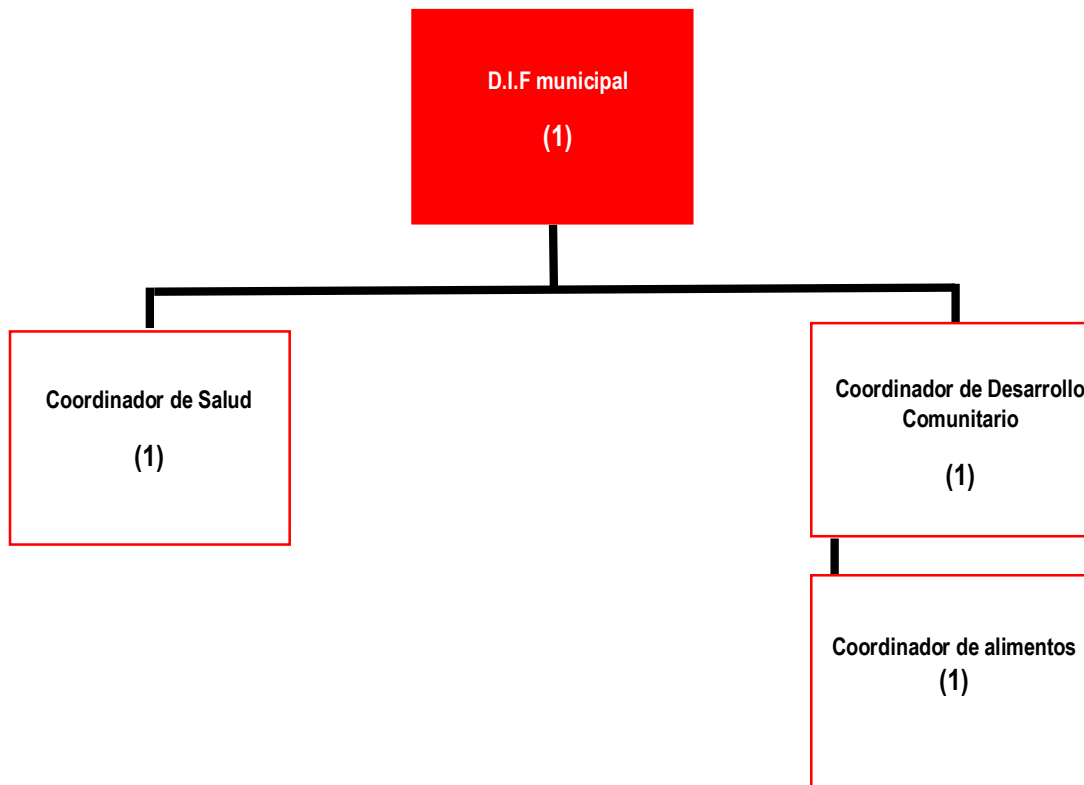 D.I.F municipal
(1)
Coordinador de Salud
(1)
Coordinador de Desarrollo
Comunitario
(1)
Coordinador de alimentos
(1)